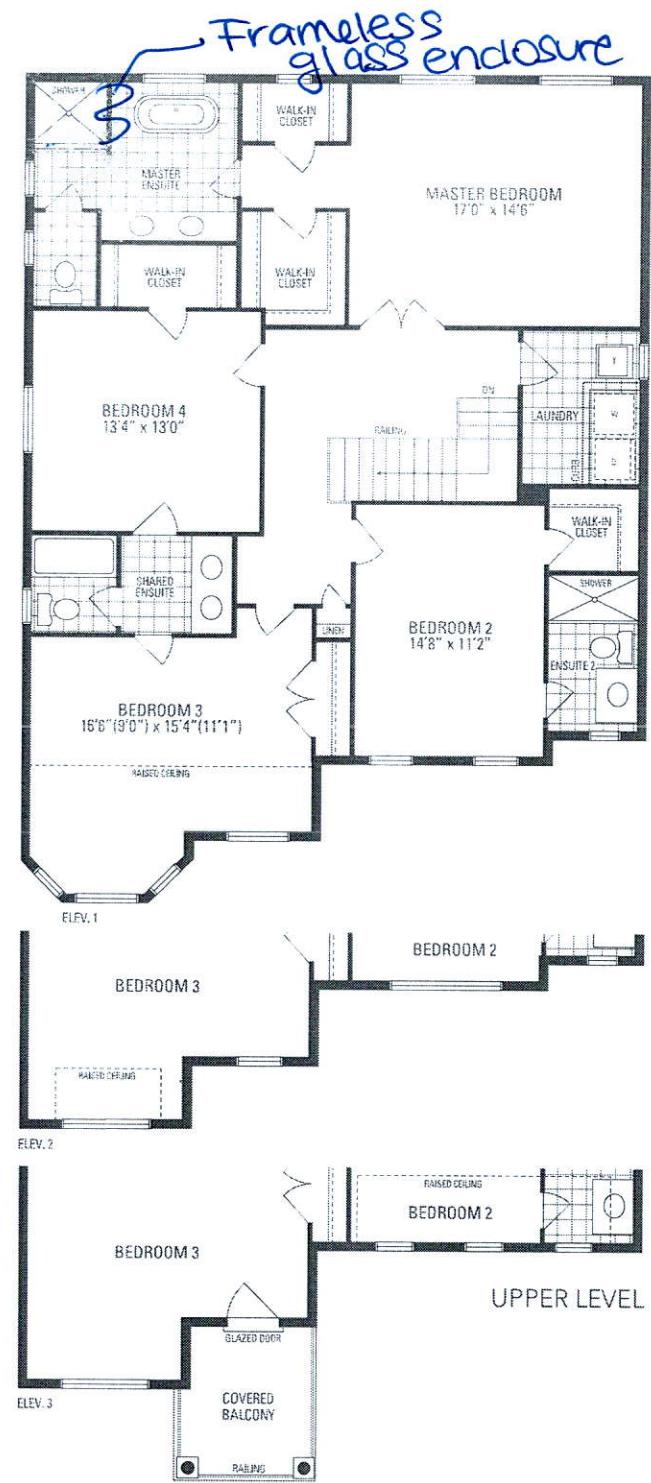 Frameless
glass enclosure
SHOWER
WALK-IN
CLOSET
MASTER
ENSUITE
MASTER BEDROOM
17'0" x 14'6"
WALK-IN
CLOSET
WALK-IN
CLOSET
BEDROOM 4
13'4" x 13'0"
DN
RAILING
LAUNDRY
W
CURB
WALK-IN
CLOSET
SHARED
ENSUITE
SHOWER
LINEN
BEDROOM 2
14'8" x 11'2"
ENSUITE 2
BEDROOM 3
16'6"(9'0") x 15'4"(11'1")
RAISED CEILING
ELEV. 1
BEDROOM 2
BEDROOM 3
RAISED CEILING
ELEV. 2
RAISED CEILING
BEDROOM 2
BEDROOM 3
UPPER LEVEL
GLAZED DOOR
ELEV. 3
COVERED
BALCONY
RAILING